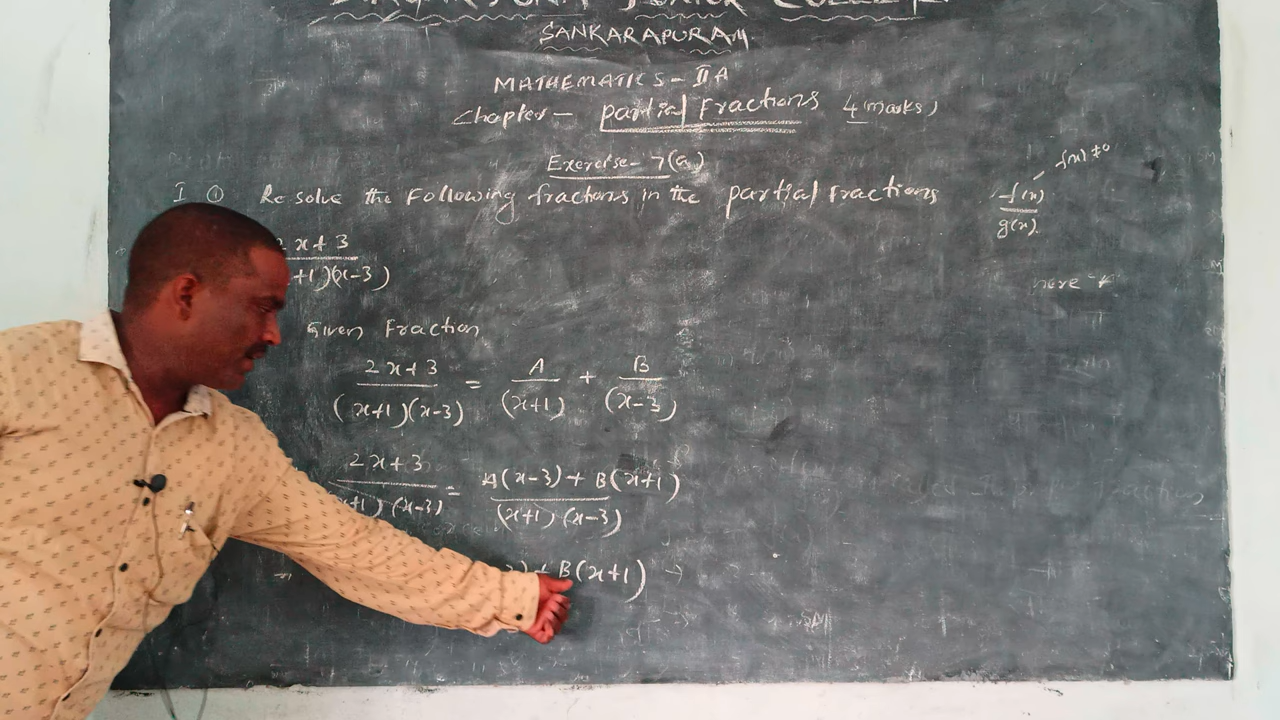 SANKARAPURAM
MATHEMATICS - II A
Chapter - partial Fractions 4(marks)
Exercise - 7(a)
I ① Resolve the Following fractions in the partial fractions
f(x) ≠ 0
f(x)
g(x)
2x+3
+1)(x-3)
here "x"
Given Fraction
2x+3 / (x+1)(x-3) = A / (x+1) + B / (x-3)
2x+3 / x+1) (x-3) = A(x-3) + B(x+1) / (x+1) (x-3)
) + B(x+1) →